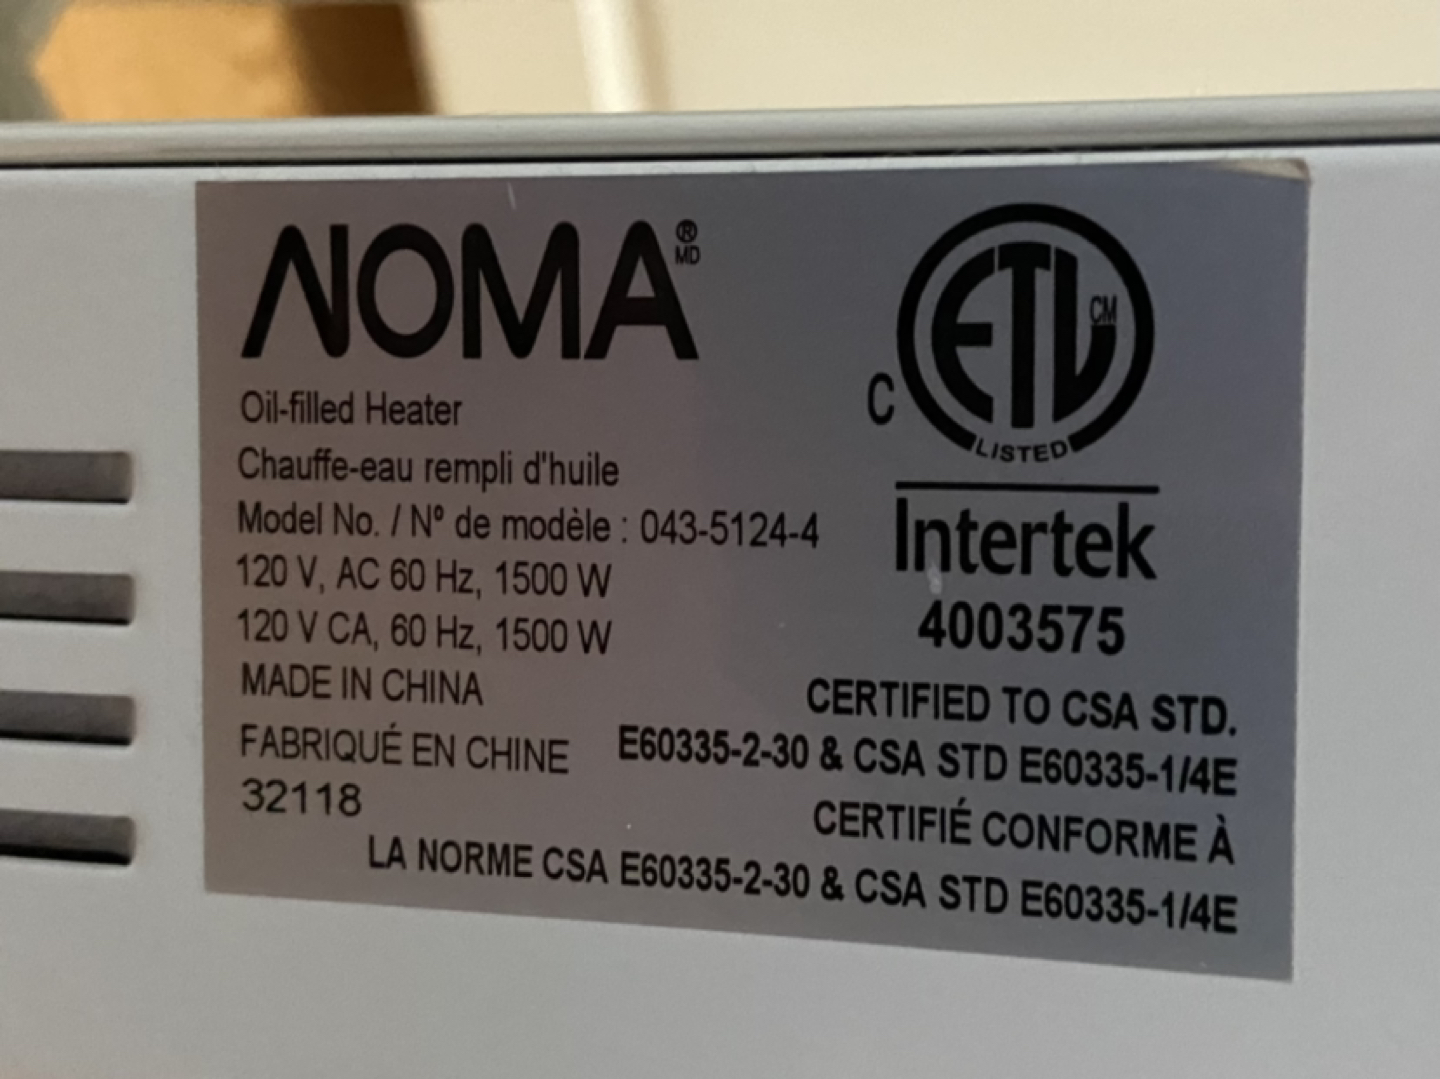 NOMA® MD
Oil-filled Heater
Chauffe-eau rempli d'huile
Model No. / Nº de modèle : 043-5124-4
120 V, AC 60 Hz, 1500 W
120 V CA, 60 Hz, 1500 W
MADE IN CHINA
FABRIQUÉ EN CHINE
32118
C ETL CM
LISTED
Intertek
4003575
CERTIFIED TO CSA STD.
E60335-2-30 & CSA STD E60335-1/4E
CERTIFIÉ CONFORME À
LA NORME CSA E60335-2-30 & CSA STD E60335-1/4E